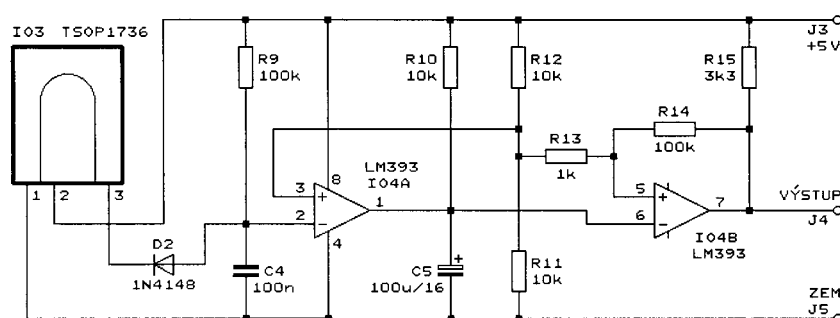 IO3 TSOP1736
1 2 3
D2
1N4148
R9
100k
C4
100n
LM393
IO4A
3 + 8
2 - 4
1
R10
10k
C5 +
100u/16
R12
10k
R11
10k
R13
1k
R14
100k
R15
3k3
5 +
6 -
7
IO4B
LM393
J3
+5V
VÝSTUP
J4
ZEM
J5